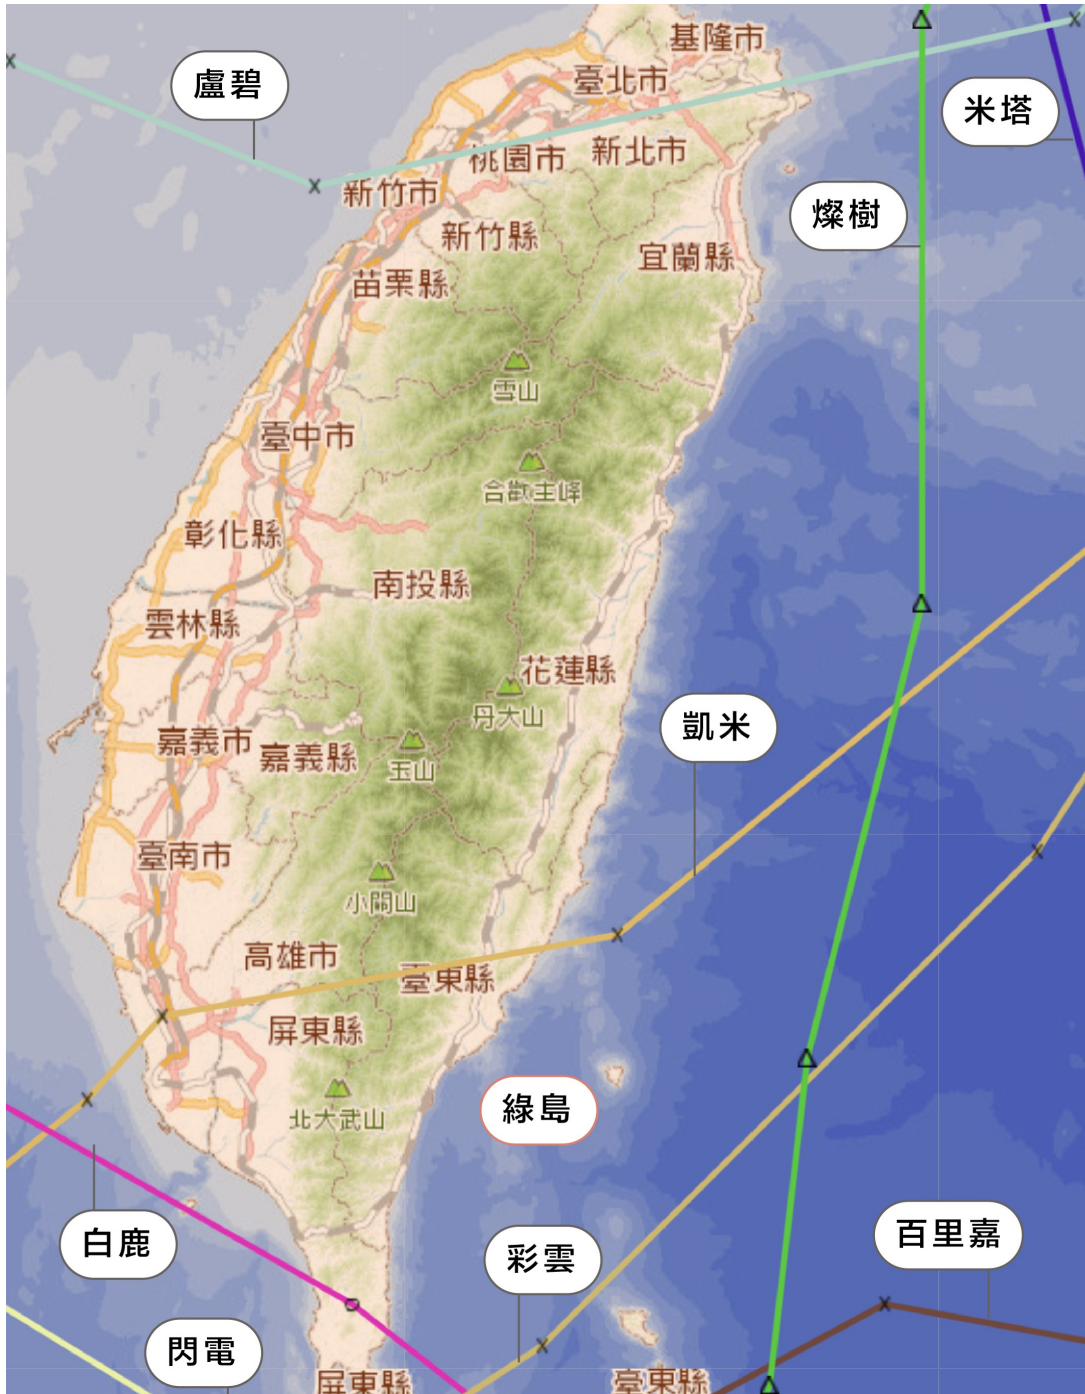 基隆市
盧碧
臺北市
米塔
桃園市
新北市
新竹市
燦樹
新竹縣
宜蘭縣
苗栗縣
雪山
臺中市
合歡主峰
彰化縣
南投縣
雲林縣
花蓮縣
丹大山
凱米
嘉義市
嘉義縣
玉山
臺南市
小關山
高雄市
臺東縣
屏東縣
綠島
北大武山
白鹿
彩雲
百里嘉
閃電
屏東縣
臺東縣